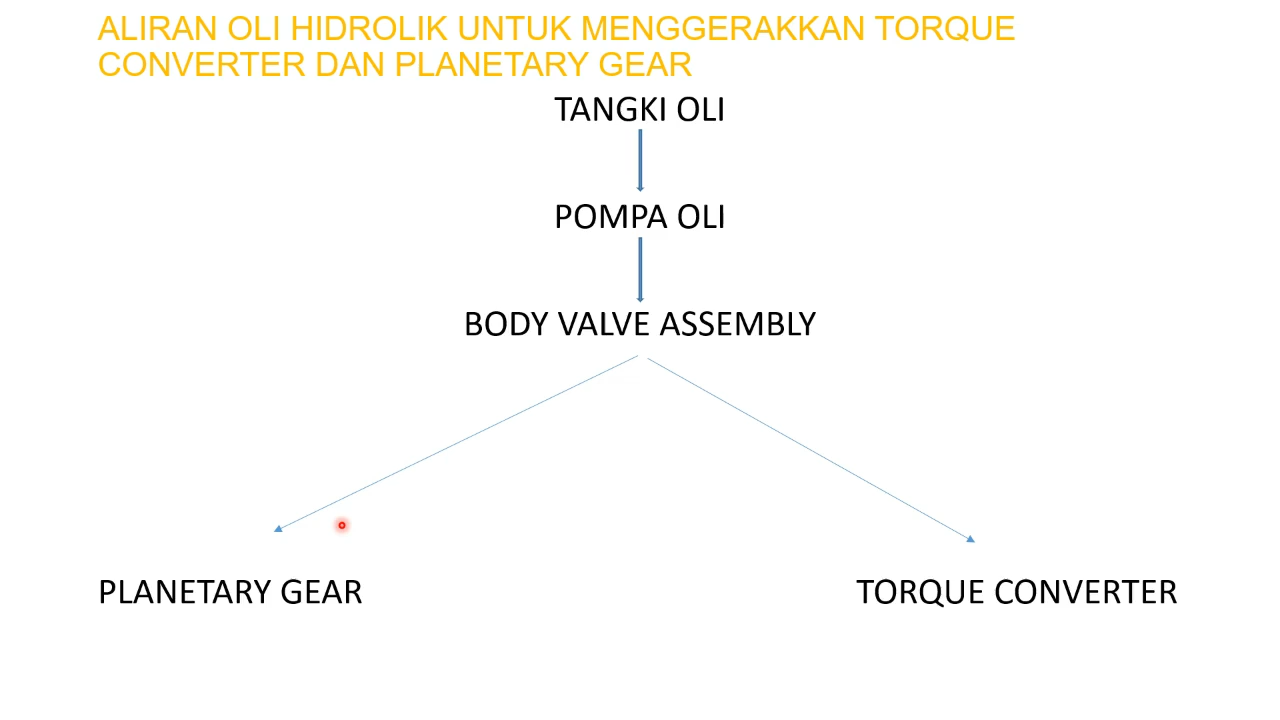 ALIRAN OLI HIDROLIK UNTUK MENGGERAKKAN TORQUE
CONVERTER DAN PLANETARY GEAR
TANGKI OLI
POMPA OLI
BODY VALVE ASSEMBLY
PLANETARY GEAR
TORQUE CONVERTER